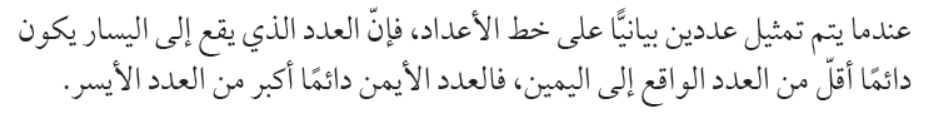 عندما يتم تمثيل عددين بيانيًّا على خط الأعداد، فإنّ العدد الذي يقع إلى اليسار يكون
دائمًا أقلّ من العدد الواقع إلى اليمين، فالعدد الأيمن دائمًا أكبر من العدد الأيسر.